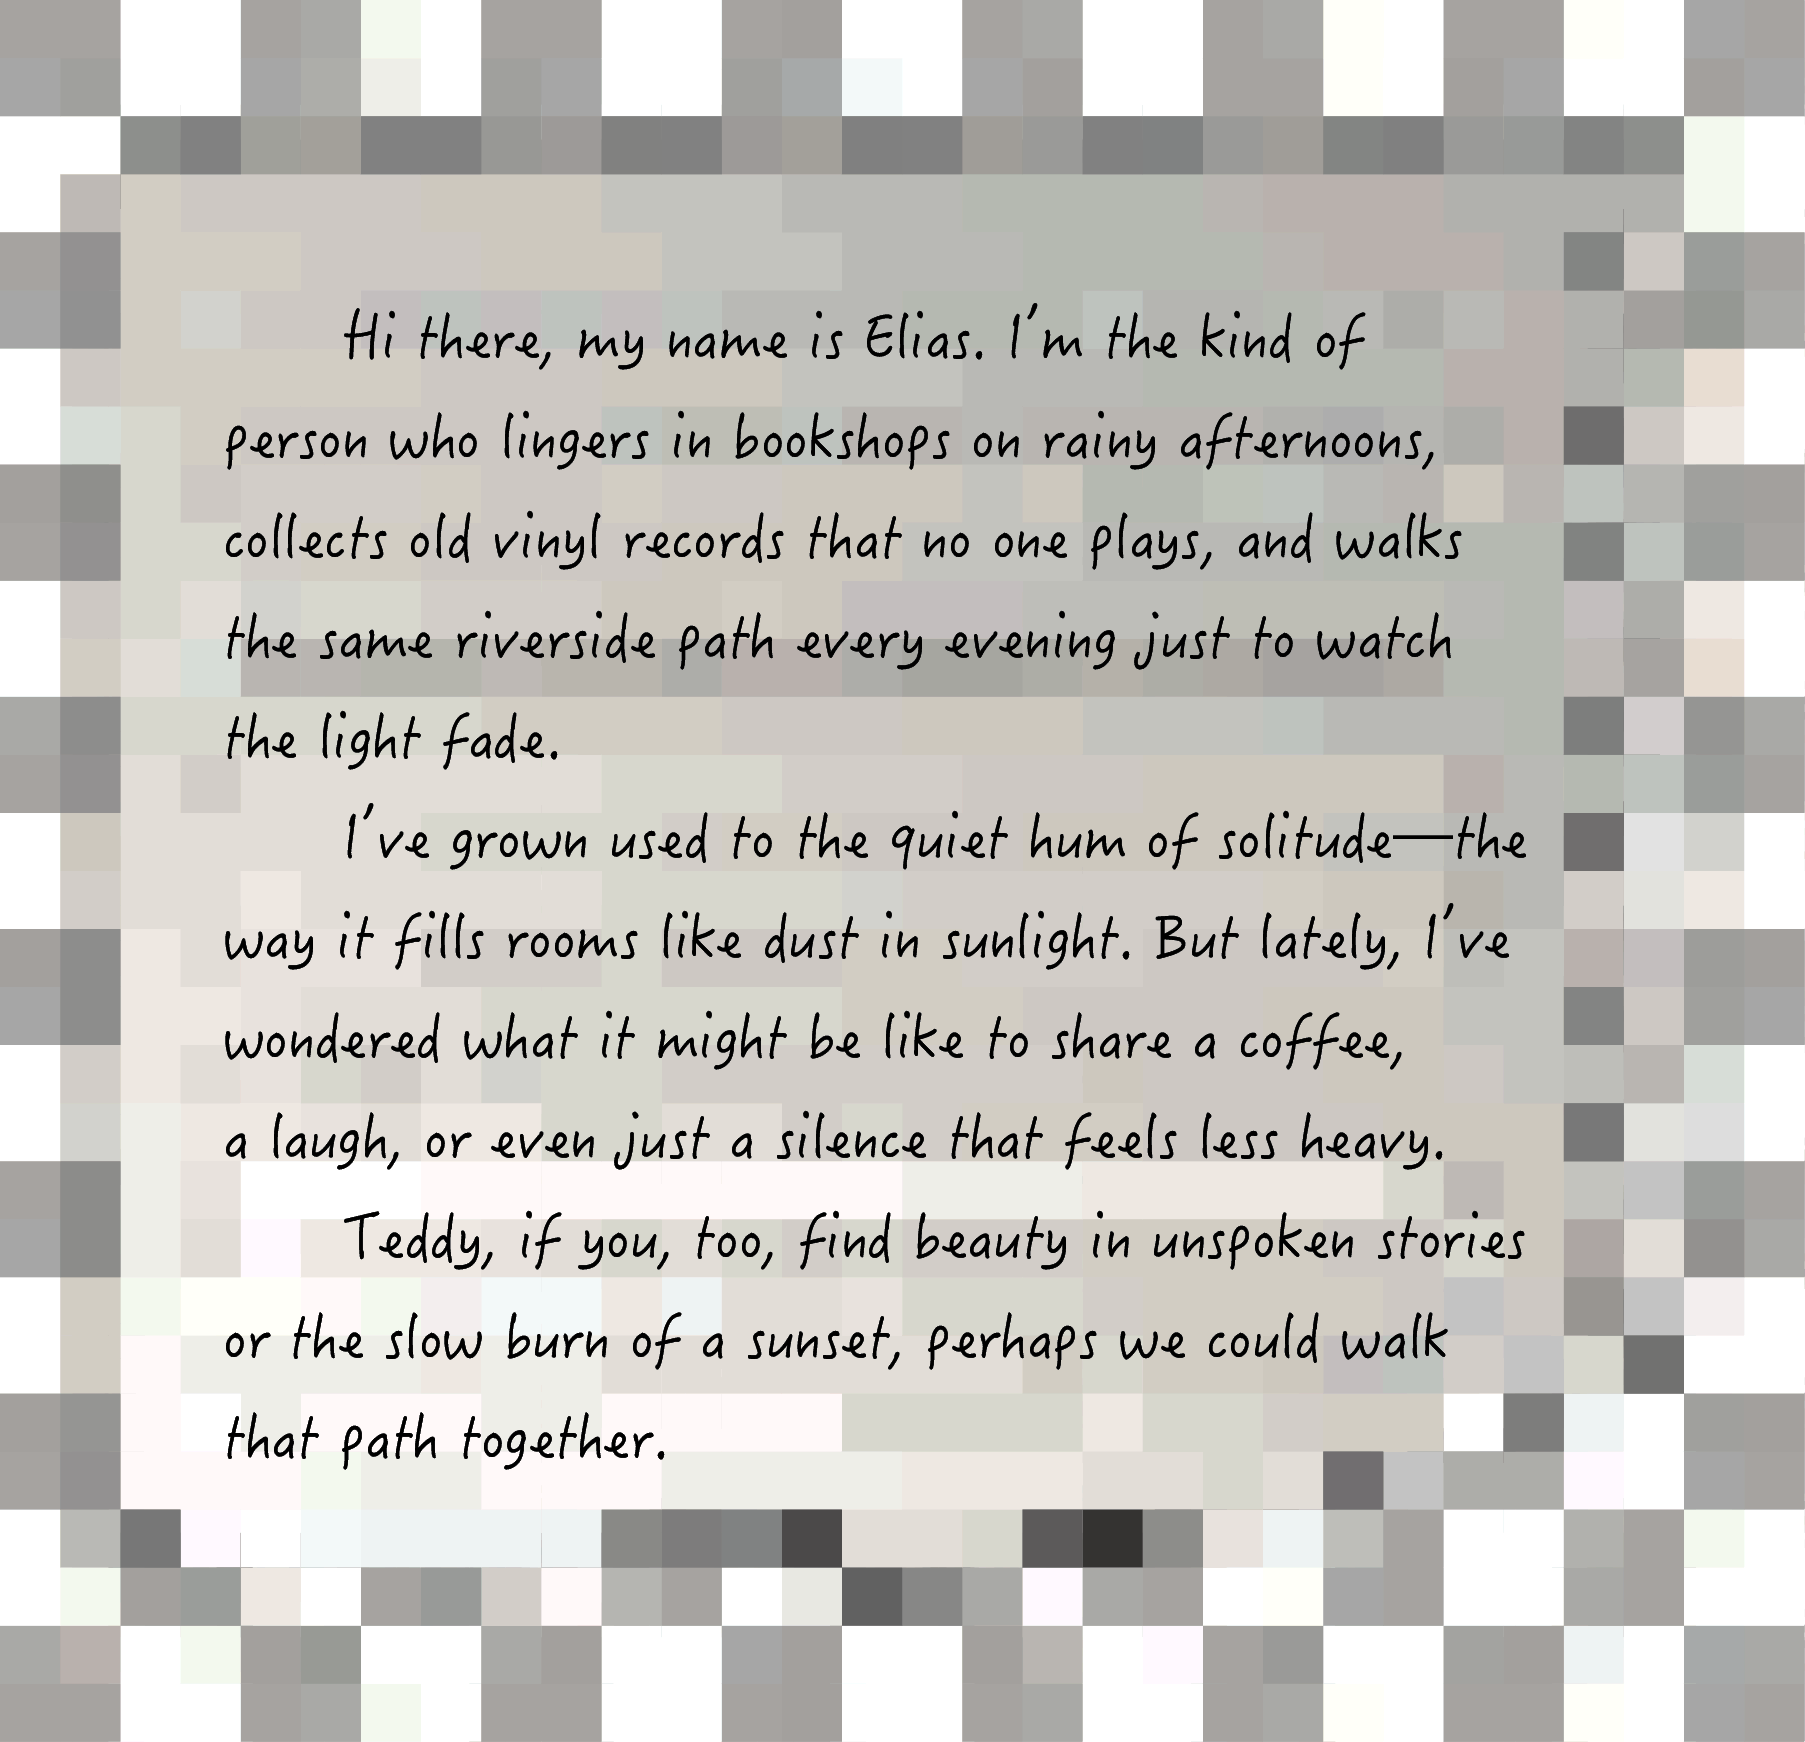 Hi there, my name is Elias. I'm the kind of
person who lingers in bookshops on rainy afternoons,
collects old vinyl records that no one plays, and walks
the same riverside path every evening just to watch
the light fade.
I've grown used to the quiet hum of solitude—the
way it fills rooms like dust in sunlight. But lately, I've
wondered what it might be like to share a coffee,
a laugh, or even just a silence that feels less heavy.
Teddy, if you, too, find beauty in unspoken stories
or the slow burn of a sunset, perhaps we could walk
that path together.